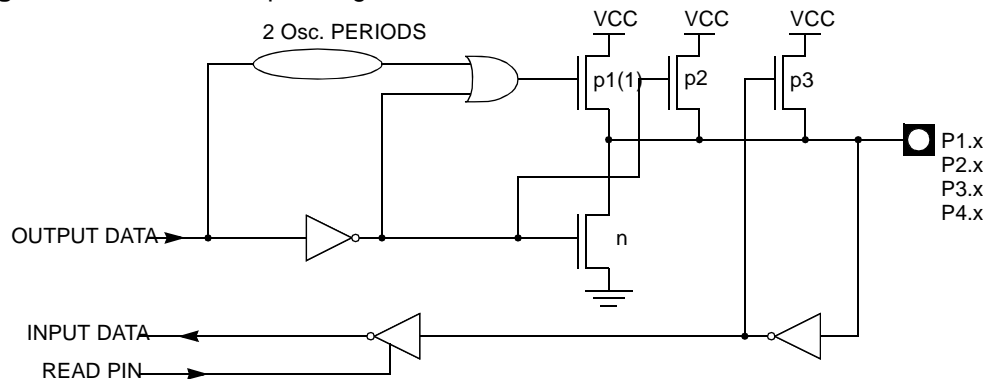 2 Osc. PERIODS
VCC
VCC
VCC
p1(1)
p2
p3
P1.x
P2.x
P3.x
P4.x
OUTPUT DATA
n
INPUT DATA
READ PIN